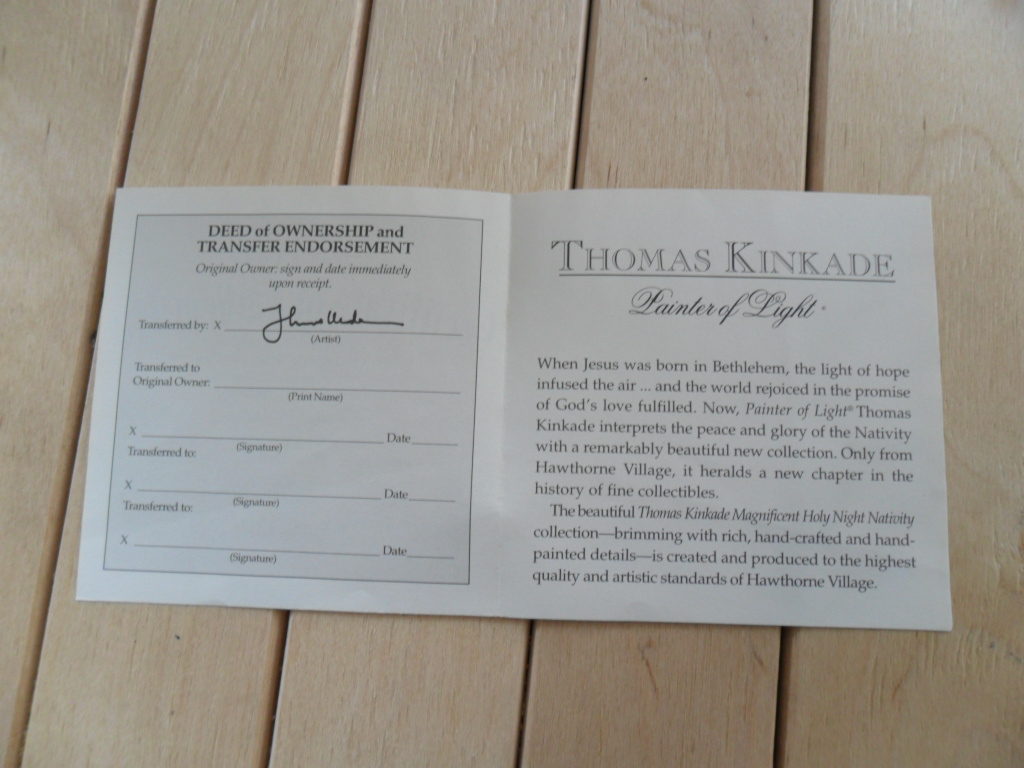 DEED of OWNERSHIP and
TRANSFER ENDORSEMENT
Original Owner: sign and date immediately
upon receipt.
Transferred by: X
(Artist)
Transferred to
Original Owner:
(Print Name)
X Date
(Signature)
Transferred to:
X Date
(Signature)
Transferred to:
X Date
(Signature)
THOMAS KINKADE
Painter of Light
When Jesus was born in Bethlehem, the light of hope
infused the air ... and the world rejoiced in the promise
of God's love fulfilled. Now, Painter of Light® Thomas
Kinkade interprets the peace and glory of the Nativity
with a remarkably beautiful new collection. Only from
Hawthorne Village, it heralds a new chapter in the
history of fine collectibles.
The beautiful Thomas Kinkade Magnificent Holy Night Nativity
collection—brimming with rich, hand-crafted and hand-
painted details—is created and produced to the highest
quality and artistic standards of Hawthorne Village.